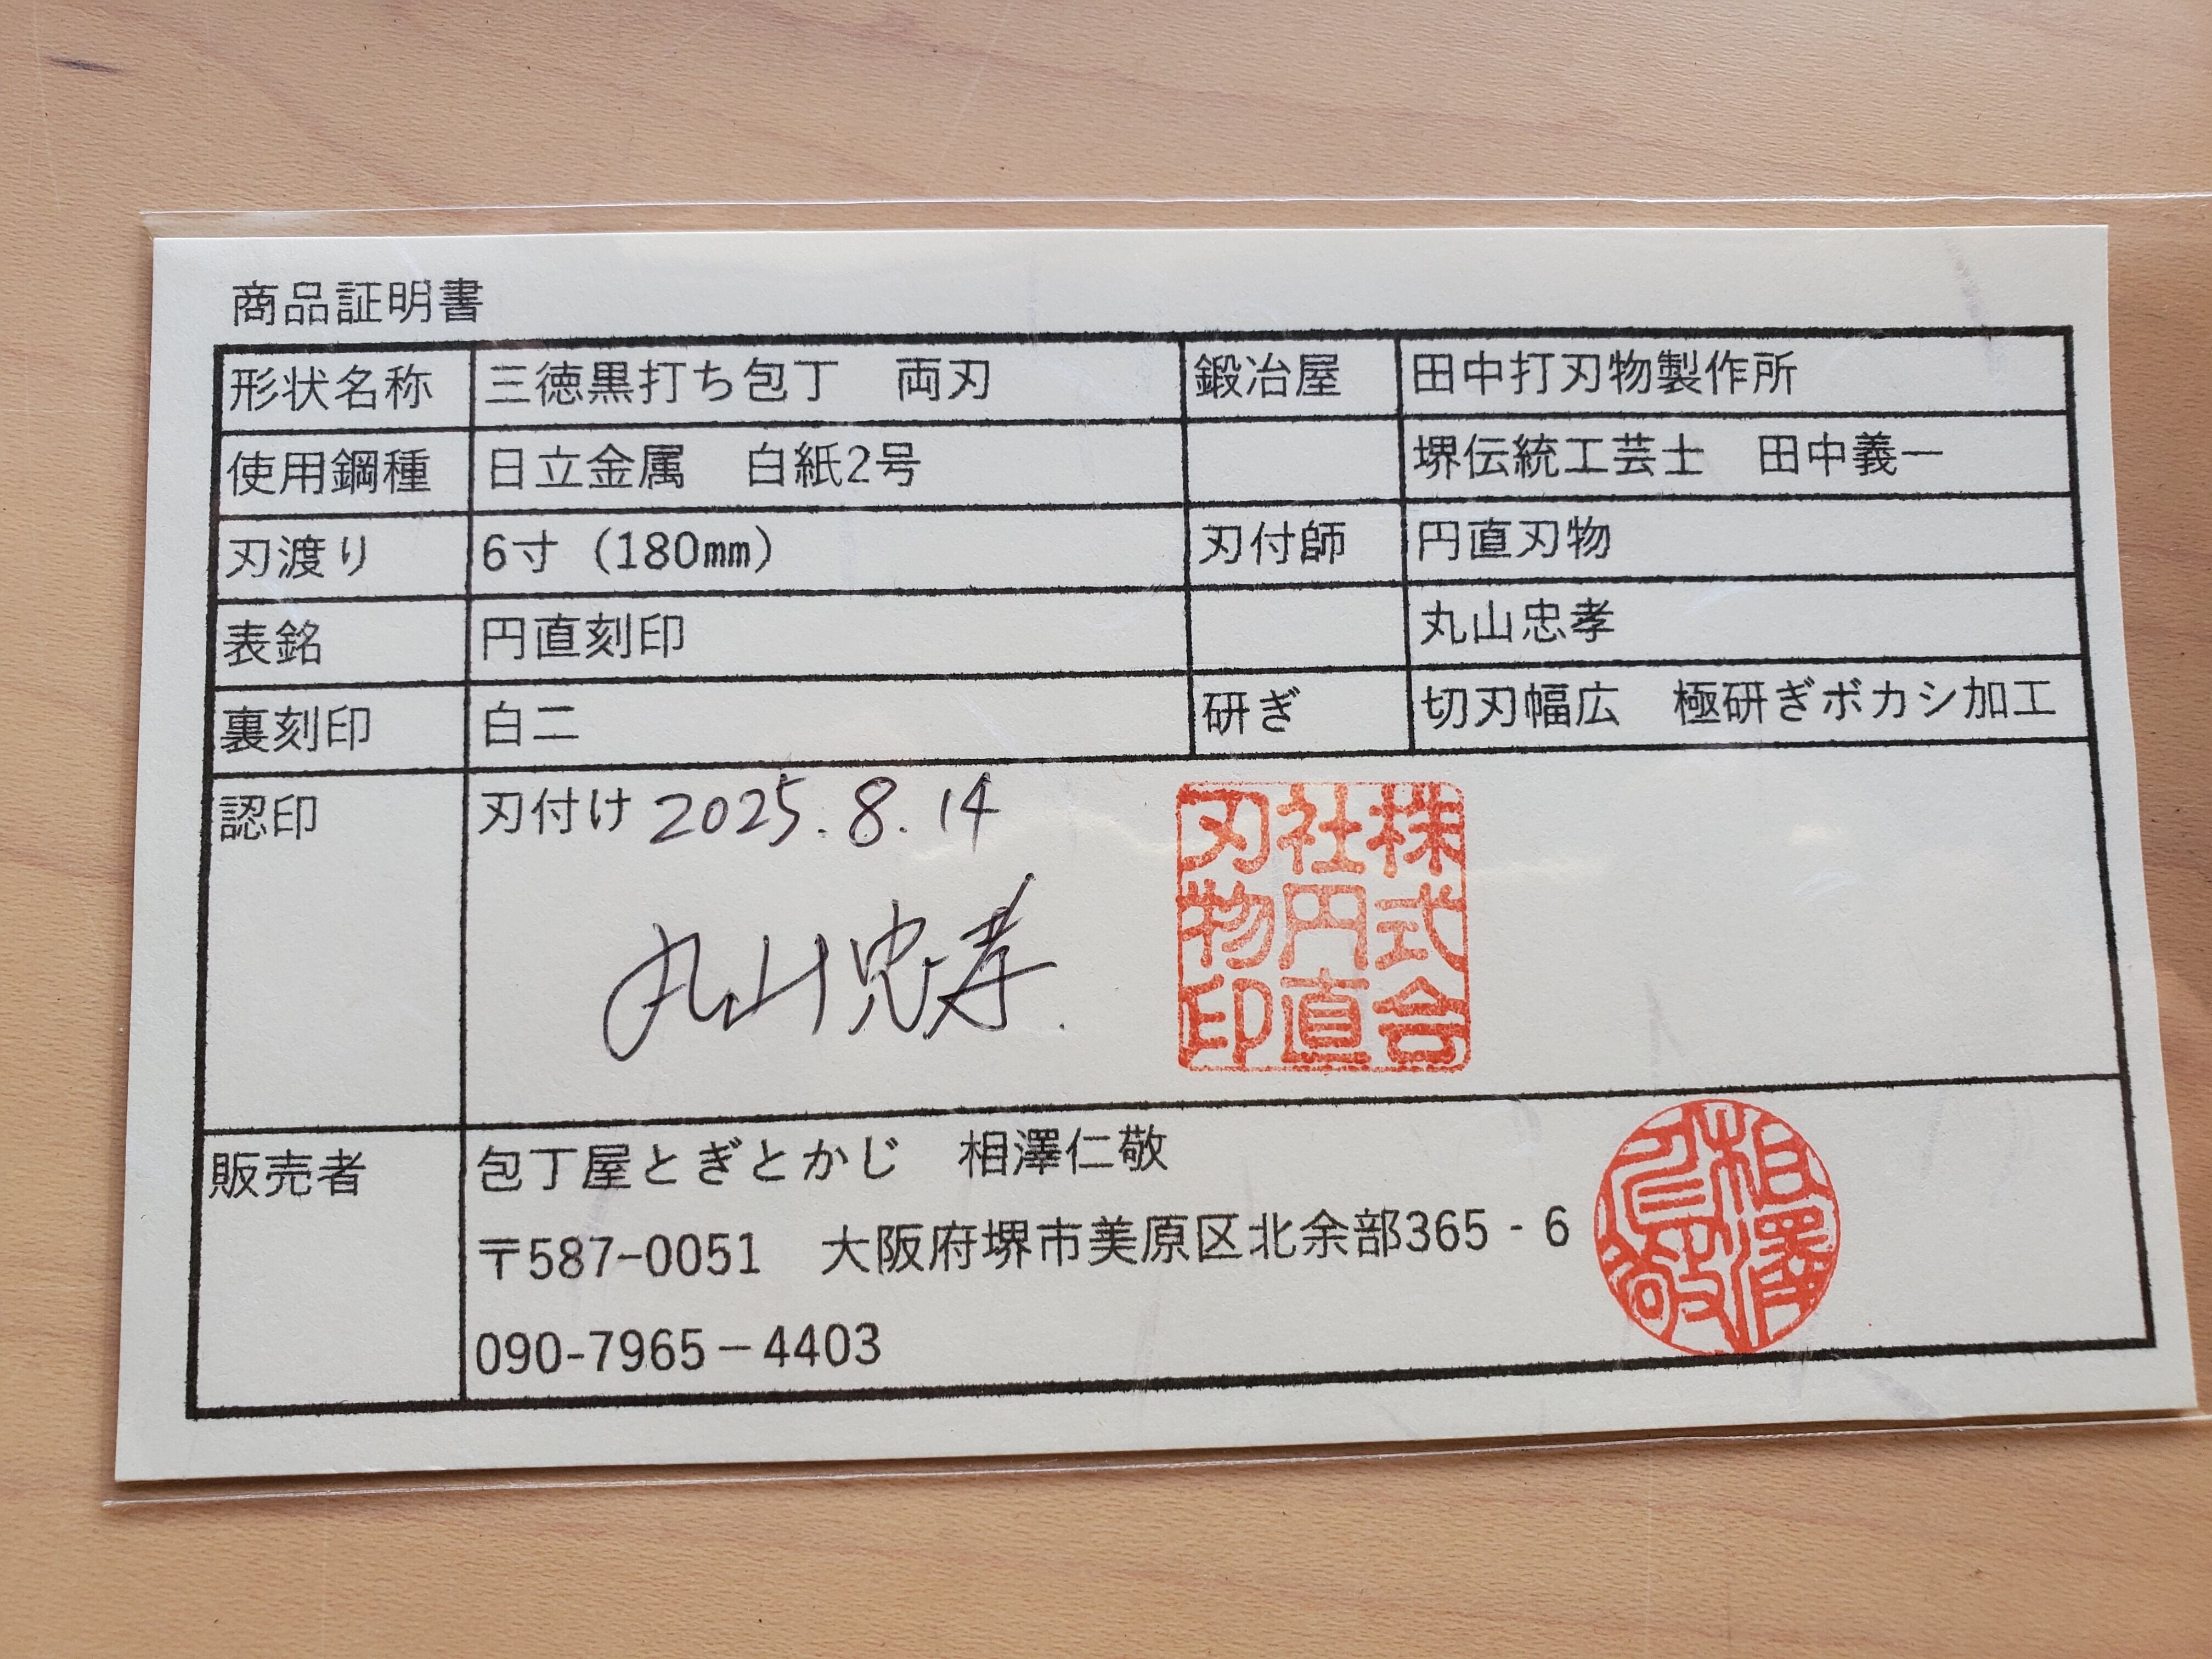 商品証明書
形状名称 三徳黒打ち包丁　両刃 鍛冶屋 田中打刃物製作所
使用鋼種 日立金属　白紙2号 堺伝統工芸士　田中義一
刃渡り 6寸（180㎜） 刃付師 円直刃物
表銘 円直刻印 丸山忠孝
裏刻印 白二 研ぎ 切刃幅広　極研ぎボカシ加工
認印 刃付け 2025.8.14
丸山忠孝.
株式会
社円直
刃物印
販売者 包丁屋とぎとかじ　相澤仁敬
〒587-0051　大阪府堺市美原区北余部365‐6
090-7965－4403
相澤
仁敬